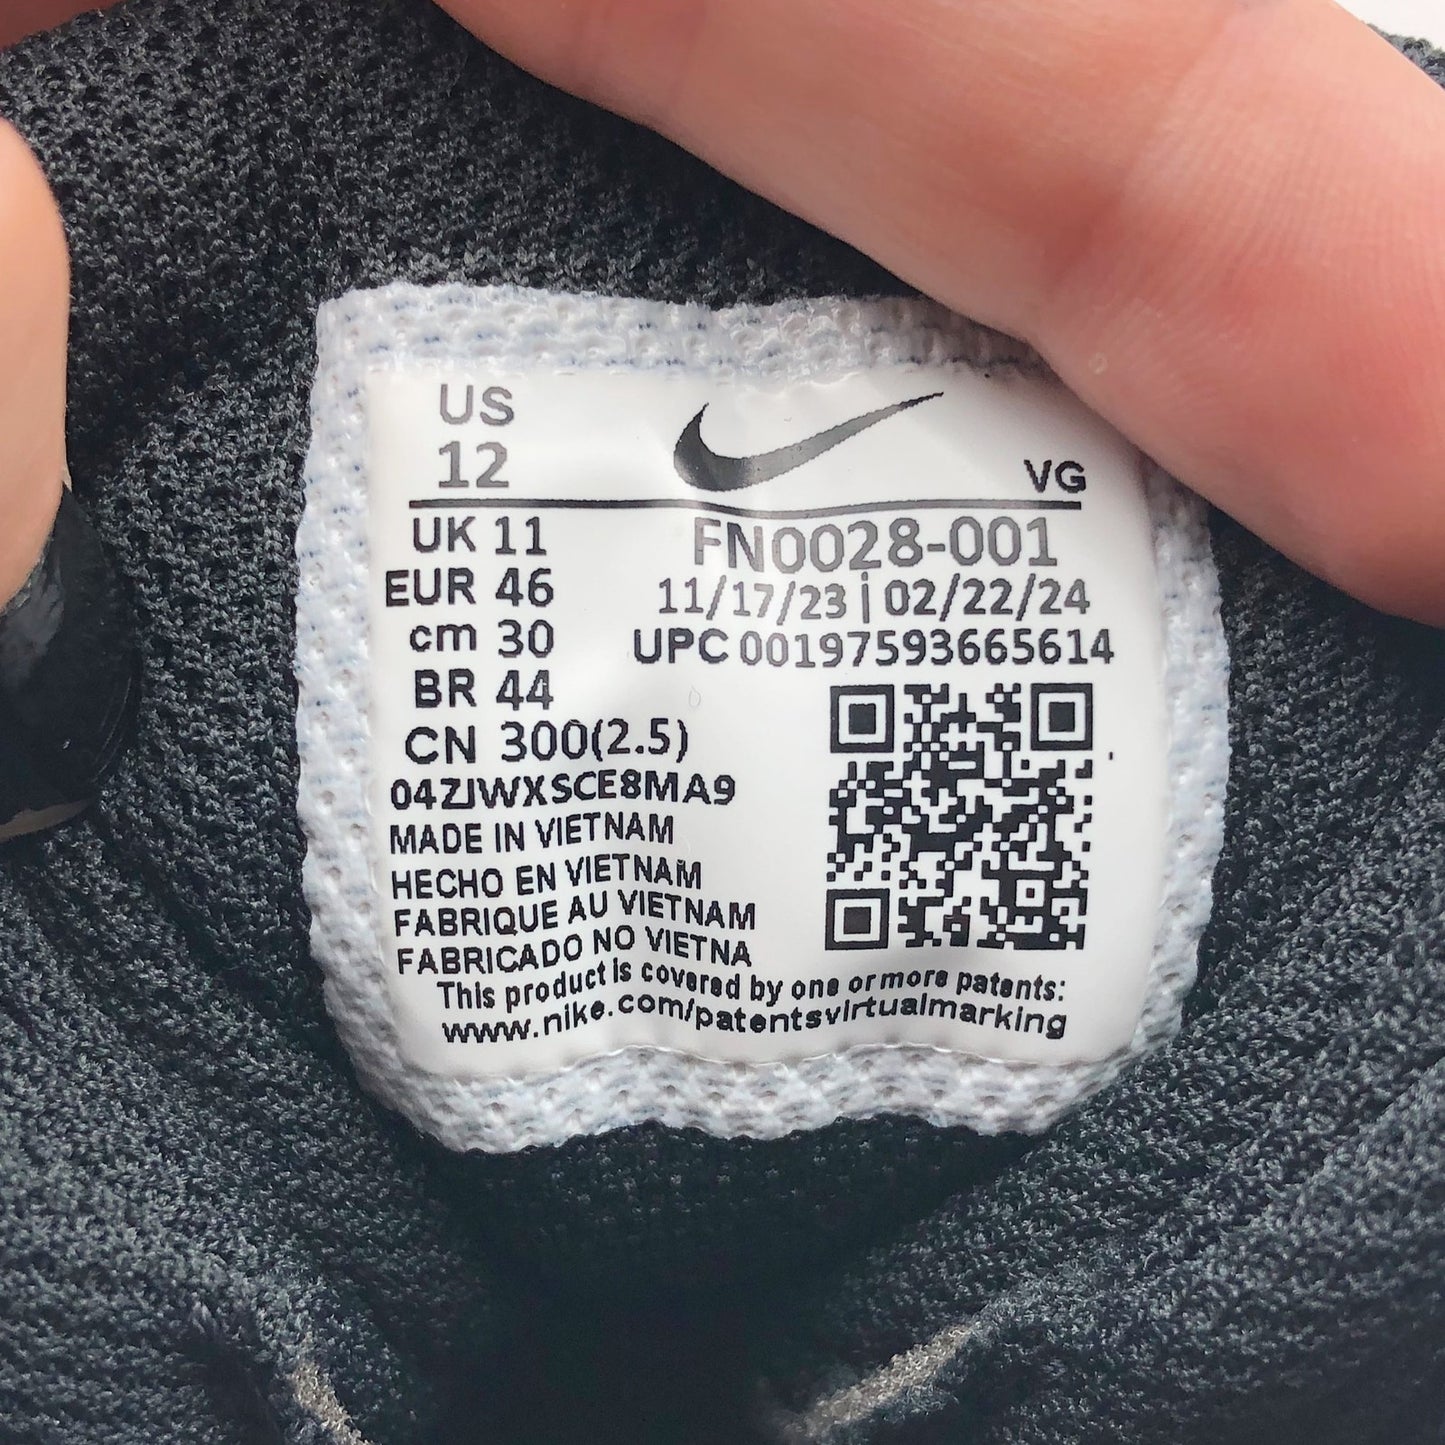 US
12
VG
UK 11
EUR 46
cm 30
BR 44
CN 300(2.5)
FN0028-001
11/17/23 | 02/22/24
UPC 00197593665614
04ZJWXSCE8MA9
MADE IN VIETNAM
HECHO EN VIETNAM
FABRIQUE AU VIETNAM
FABRICADO NO VIETNA
This product is covered by one or more patents:
www.nike.com/patentsvirtualmarking